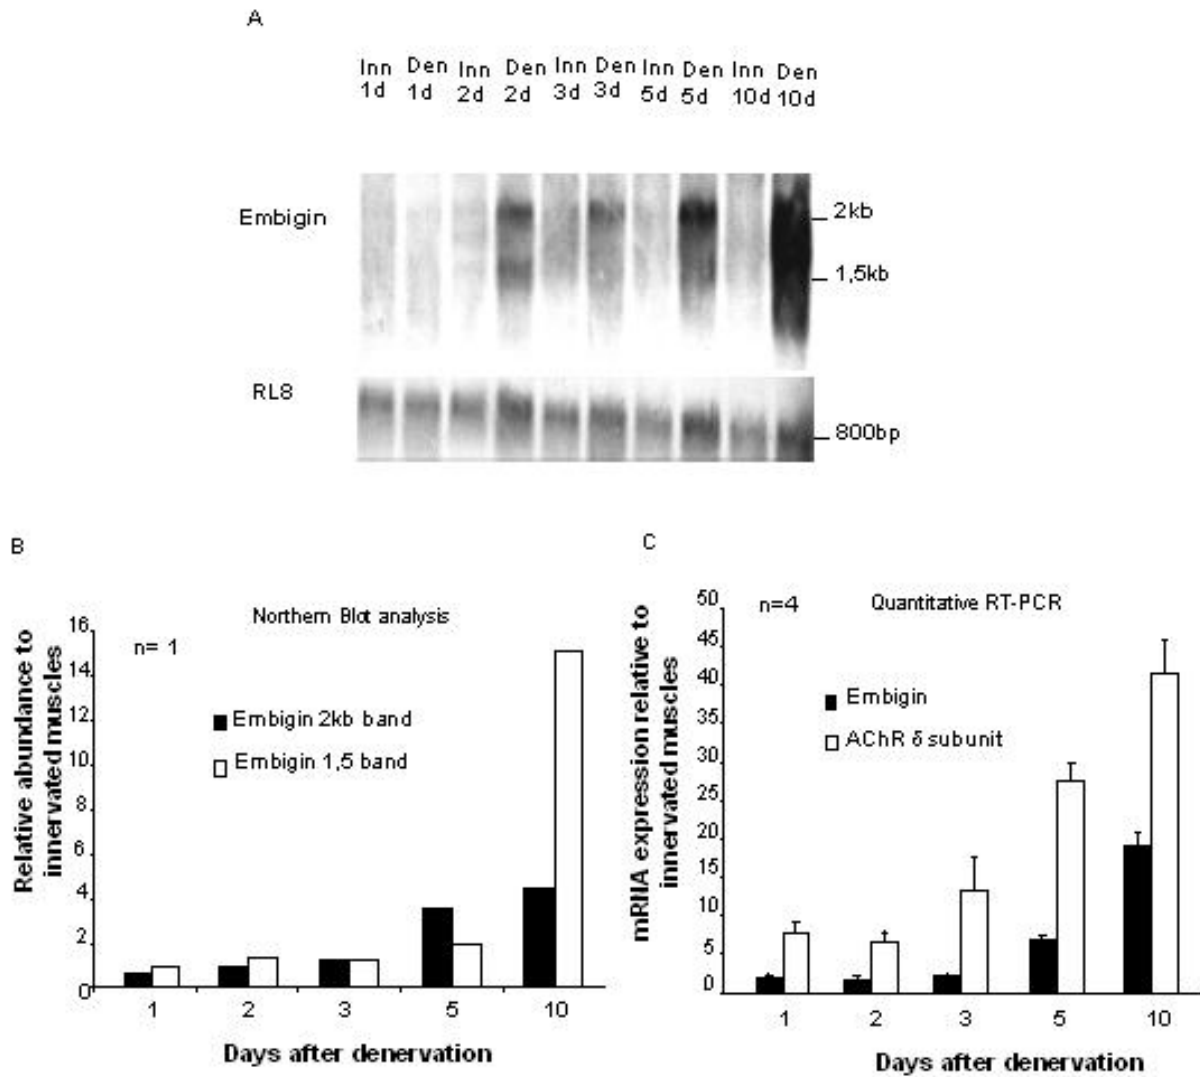 A
Inn Den Inn Den Inn Den Inn Den Inn Den
1d 1d 2d 2d 3d 3d 5d 5d 10d 10d
Embigin
2kb
1,5kb
RL8
800bp
B
Northern Blot analysis
n= 1
Embigin 2kb band
Embigin 1,5 band
Relative abundance to
innervated muscles
16
14
12
10
8
6
4
2
0
1 2 3 5 10
Days after denervation
C
n=4
Quantitative RT-PCR
Embigin
AChR δ subunit
mRNA expression relative to
innervated muscles
50
45
40
35
30
25
20
15
10
5
0
1 2 3 5 10
Days after denervation